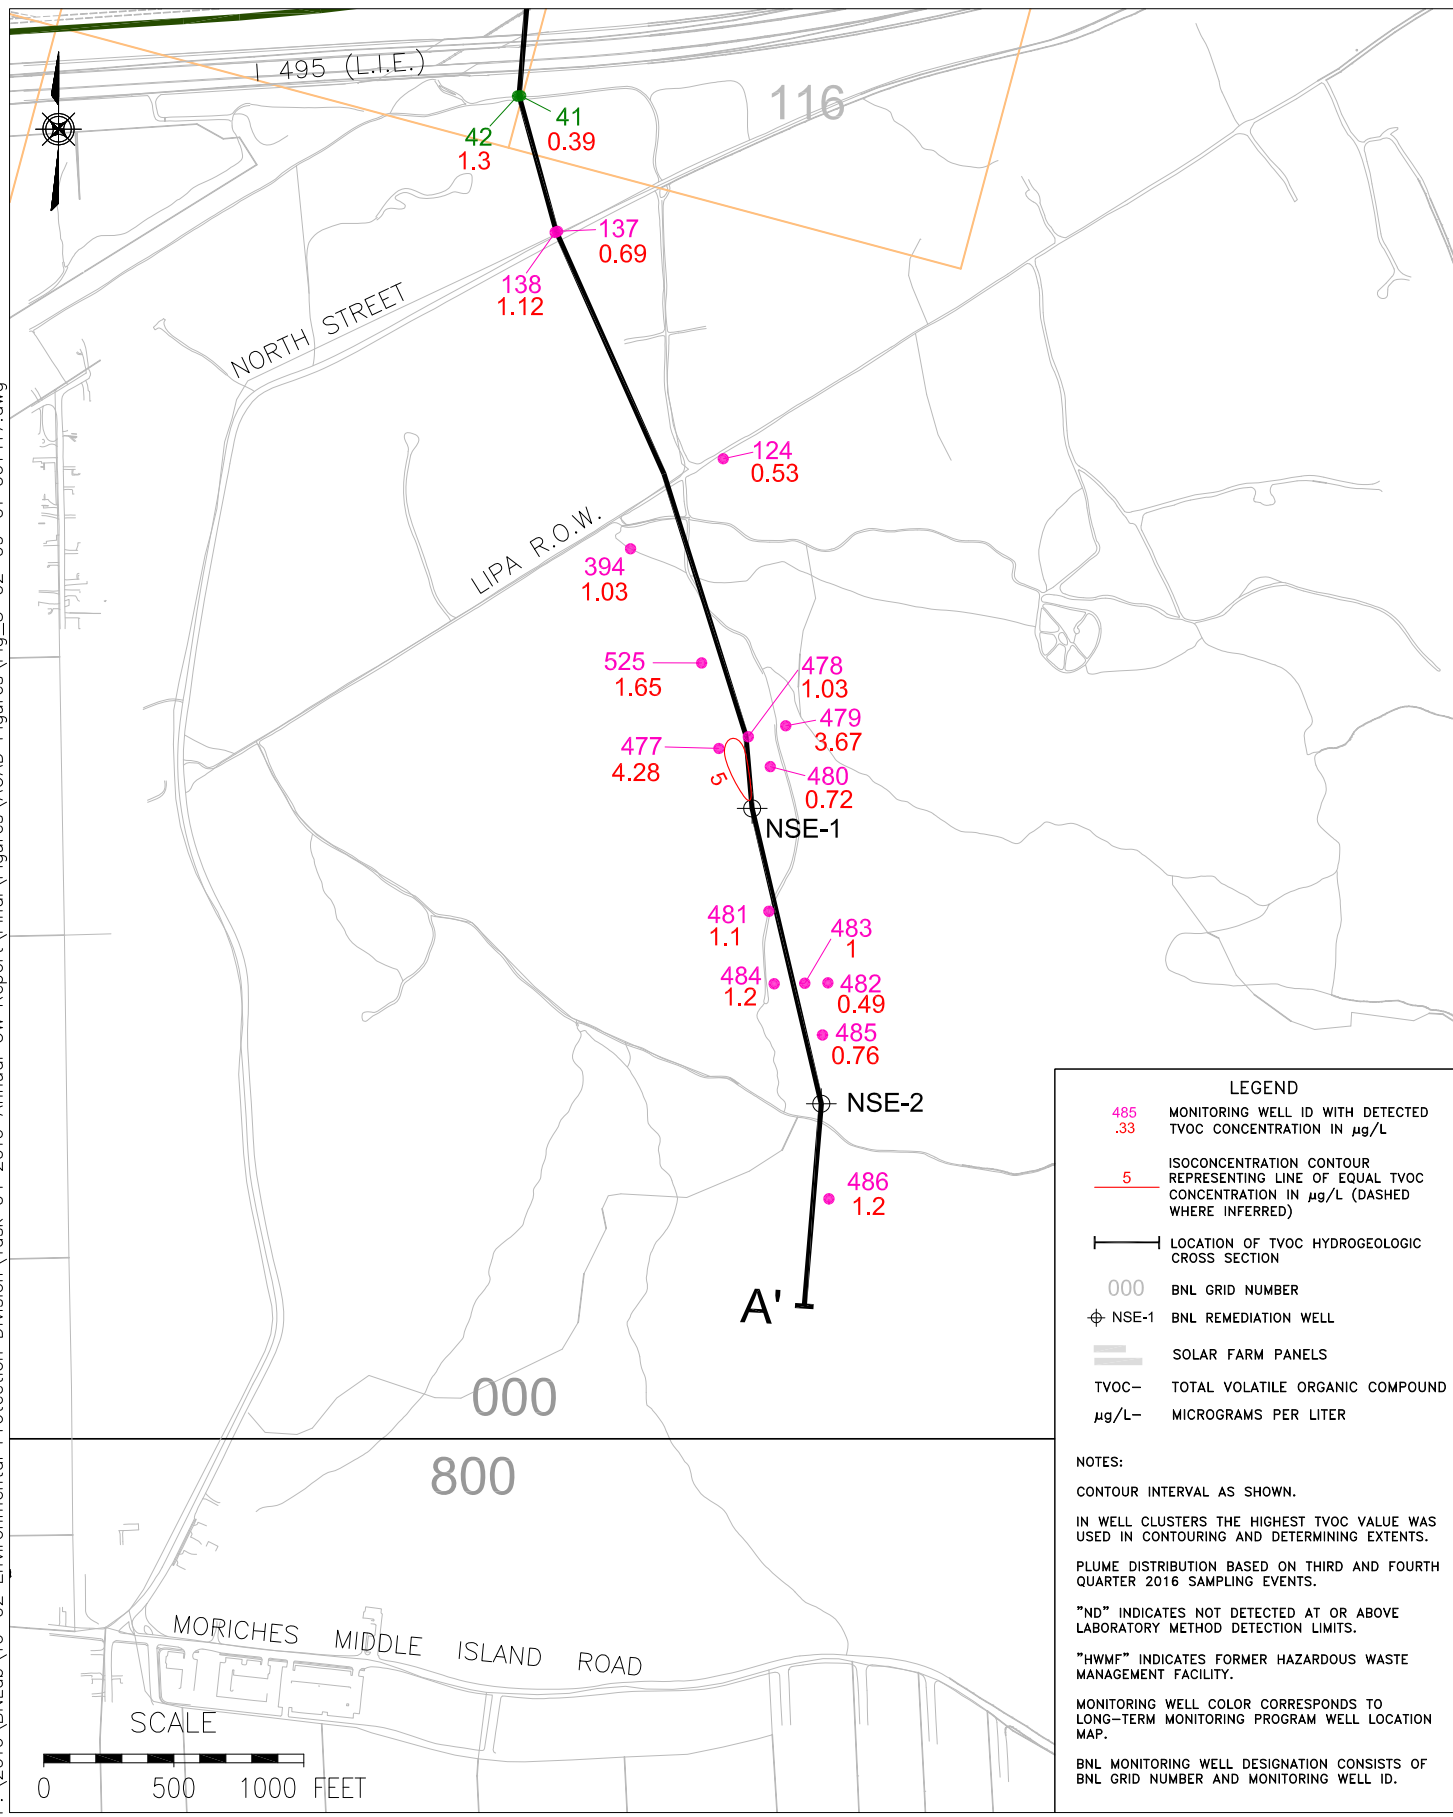 I 495 (L.I.E.)
116
41
0.39
42
1.3
137
0.69
138
1.12
NORTH STREET
124
0.53
LIPA R.O.W.
394
1.03
525
1.65
478
1.03
479
3.67
477
4.28
5
480
0.72
NSE-1
481
1.1
483
1
484
1.2
482
0.49
485
0.76
NSE-2
486
1.2
A'
000
800
MORICHES MIDDLE ISLAND ROAD
SCALE
0 500 1000 FEET
LEGEND
485 MONITORING WELL ID WITH DETECTED
.33 TVOC CONCENTRATION IN µg/L
ISOCONCENTRATION CONTOUR
5 REPRESENTING LINE OF EQUAL TVOC
CONCENTRATION IN µg/L (DASHED
WHERE INFERRED)
LOCATION OF TVOC HYDROGEOLOGIC
CROSS SECTION
000 BNL GRID NUMBER
NSE-1 BNL REMEDIATION WELL
SOLAR FARM PANELS
TVOC- TOTAL VOLATILE ORGANIC COMPOUND
µg/L- MICROGRAMS PER LITER
NOTES:
CONTOUR INTERVAL AS SHOWN.
IN WELL CLUSTERS THE HIGHEST TVOC VALUE WAS
USED IN CONTOURING AND DETERMINING EXTENTS.
PLUME DISTRIBUTION BASED ON THIRD AND FOURTH
QUARTER 2016 SAMPLING EVENTS.
"ND" INDICATES NOT DETECTED AT OR ABOVE
LABORATORY METHOD DETECTION LIMITS.
"HWMF" INDICATES FORMER HAZARDOUS WASTE
MANAGEMENT FACILITY.
MONITORING WELL COLOR CORRESPONDS TO
LONG-TERM MONITORING PROGRAM WELL LOCATION
MAP.
BNL MONITORING WELL DESIGNATION CONSISTS OF
BNL GRID NUMBER AND MONITORING WELL ID.